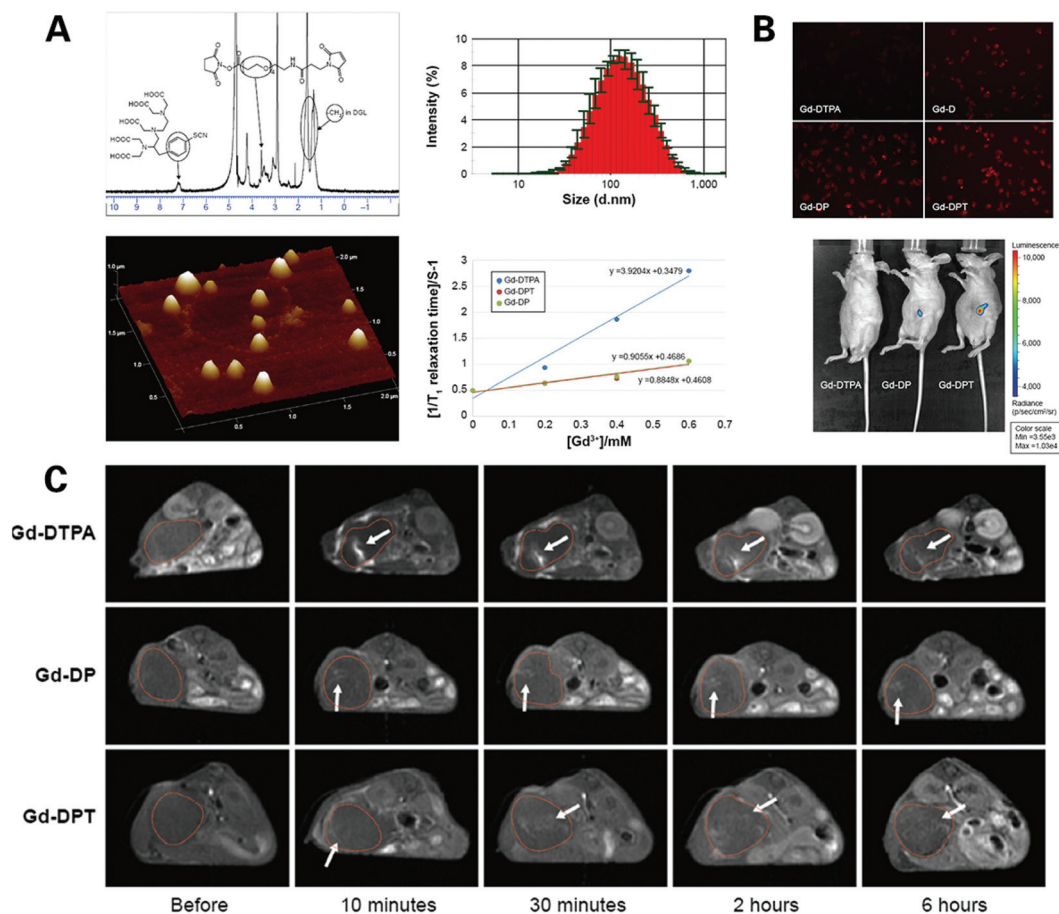 A
HOOC
HOOC
HOOC
HOOC
HOOC
SCN
-CH3 in DGL
10 9 8 7 6 5 4 3 2 1 0 -1
Intensity (%)
10
8
6
4
2
0
10 100 1,000
Size (d.nm)
B
Gd-DTPA
Gd-D
Gd-DP
Gd-DPT
1.0 μm
2.0 μm
1.5 μm
1.5
1.0
1.0
0.5
0.5
[1/T1 relaxation time]/S-1
3
2.5
2
1.5
1
0.5
0
0 0.1 0.2 0.3 0.4 0.5 0.6 0.7
[Gd3+]/mM
Gd-DTPA
Gd-DPT
Gd-DP
y =3.9204x +0.3479
y =0.9055x +0.4686
y =0.8848x +0.4608
Gd-DTPA
Gd-DP
Gd-DPT
Luminescence
10,000
8,000
6,000
4,000
Radiance
(p/sec/cm²/sr)
Color scale
Min =3.55e3
Max =1.03e4
C
Gd-DTPA
Gd-DP
Gd-DPT
Before
10 minutes
30 minutes
2 hours
6 hours